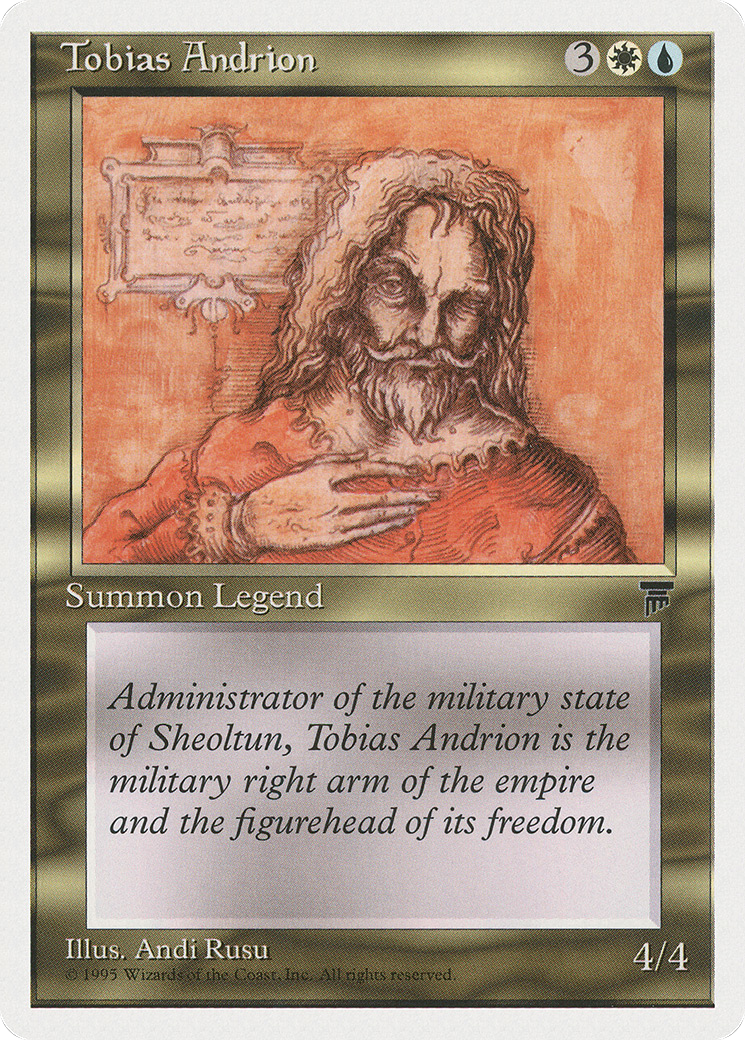 Tobias Andrion 3
Summon Legend
Administrator of the military state
of Sheoltun, Tobias Andrion is the
military right arm of the empire
and the figurehead of its freedom.
Illus. Andi Rusu
4/4
© 1995 Wizards of the Coast, Inc. All rights reserved.